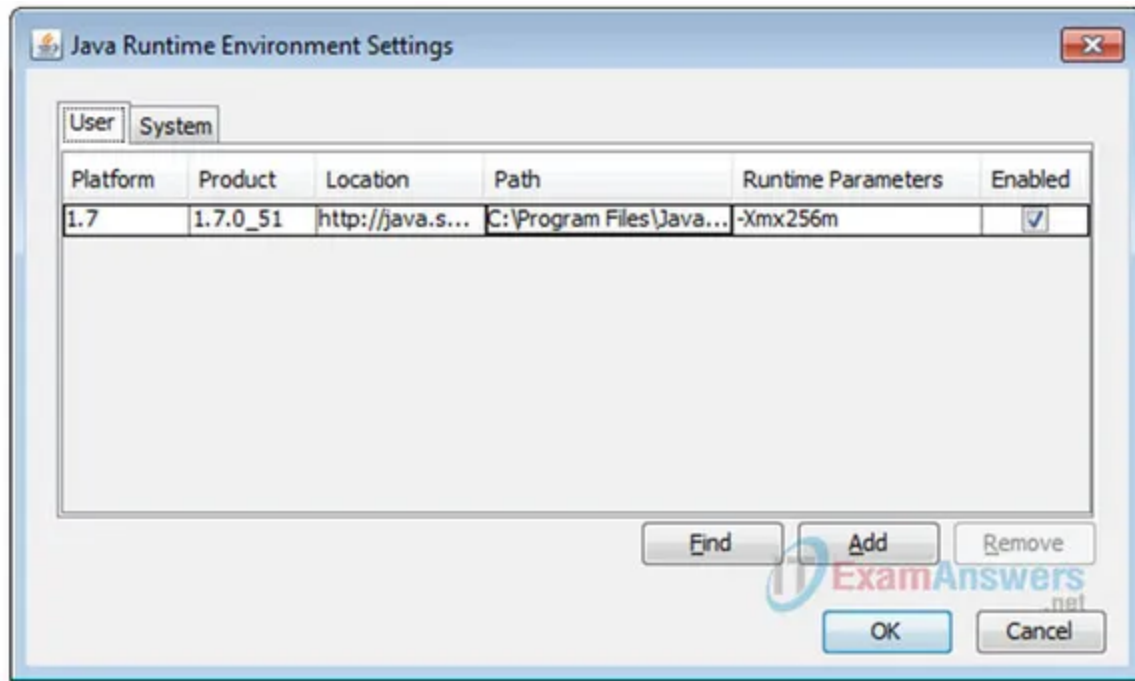 Java Runtime Environment Settings
User System
Platform Product Location Path Runtime Parameters Enabled
1.7 1.7.0_51 http://java.s... C:\Program Files\Java... -Xmx256m
Find Add Remove
IT ExamAnswers
.net
OK Cancel